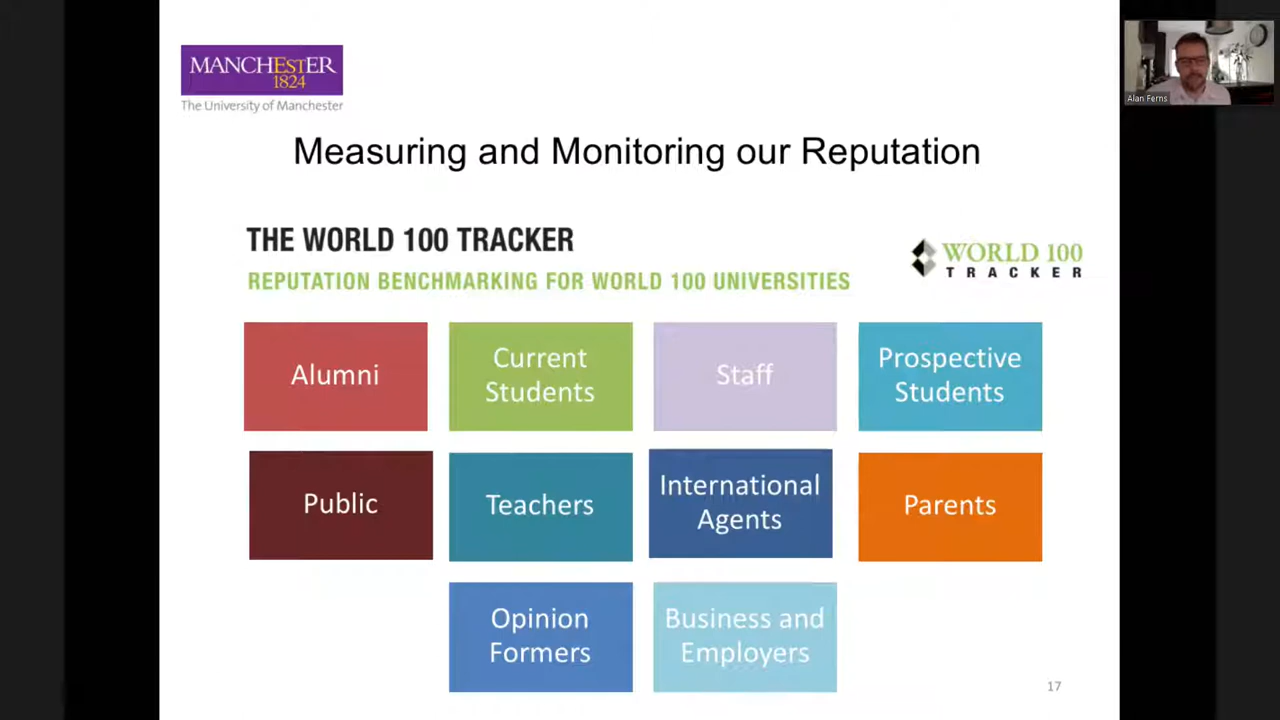 MANCHESTER
1824
The University of Manchester
Alan Ferns
Measuring and Monitoring our Reputation
THE WORLD 100 TRACKER
REPUTATION BENCHMARKING FOR WORLD 100 UNIVERSITIES
WORLD 100
TRACKER
Alumni
Current
Students
Staff
Prospective
Students
Public
Teachers
International
Agents
Parents
Opinion
Formers
Business and
Employers
17